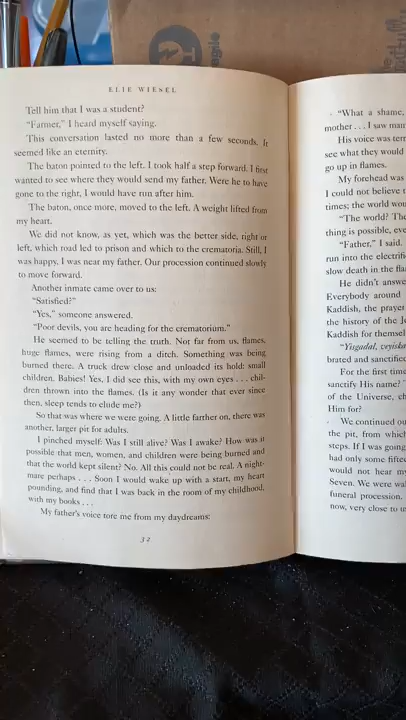 ELIE WIESEL
Tell him that I was a student?
"Farmer," I heard myself saying.
This conversation lasted no more than a few seconds. It
seemed like an eternity.
The baton pointed to the left. I took half a step forward. I first
wanted to see where they would send my father. Were he to have
gone to the right, I would have run after him.
The baton, once more, moved to the left. A weight lifted from
my heart.
We did not know, as yet, which was the better side, right or
left, which road led to prison and which to the crematoria. Still, I
was happy, I was near my father. Our procession continued slowly
to move forward.
Another inmate came over to us:
"Satisfied?"
"Yes," someone answered.
"Poor devils, you are heading for the crematorium."
He seemed to be telling the truth. Not far from us, flames,
huge flames, were rising from a ditch. Something was being
burned there. A truck drew close and unloaded its hold: small
children. Babies! Yes, I did see this, with my own eyes . . . chil-
dren thrown into the flames. (Is it any wonder that ever since
then, sleep tends to elude me?)
So that was where we were going. A little farther on, there was
another, larger pit for adults.
I pinched myself: Was I still alive? Was I awake? How was it
possible that men, women, and children were being burned and
that the world kept silent? No. All this could not be real. A night-
mare perhaps . . . Soon I would wake up with a start, my heart
pounding, and find that I was back in the room of my childhood,
with my books . . .
My father's voice tore me from my daydreams:
32
"What a shame,
mother . . . I saw man
His voice was terr
see what they would
go up in flames.
My forehead was
I could not believe t
times; the world wou
"The world? The
thing is possible, eve
"Father," I said.
run into the electrifi
slow death in the fla
He didn't answe
Everybody around
Kaddish, the prayer
the history of the Je
Kaddish for themsel
"Yisgadal, veyiska
brated and sanctifie
For the first time
sanctify His name?
of the Universe, ch
Him for?
We continued ou
the pit, from which
steps. If I was going
had only some fifte
would not hear my
Seven. We were wal
funeral procession.
now, very close to u